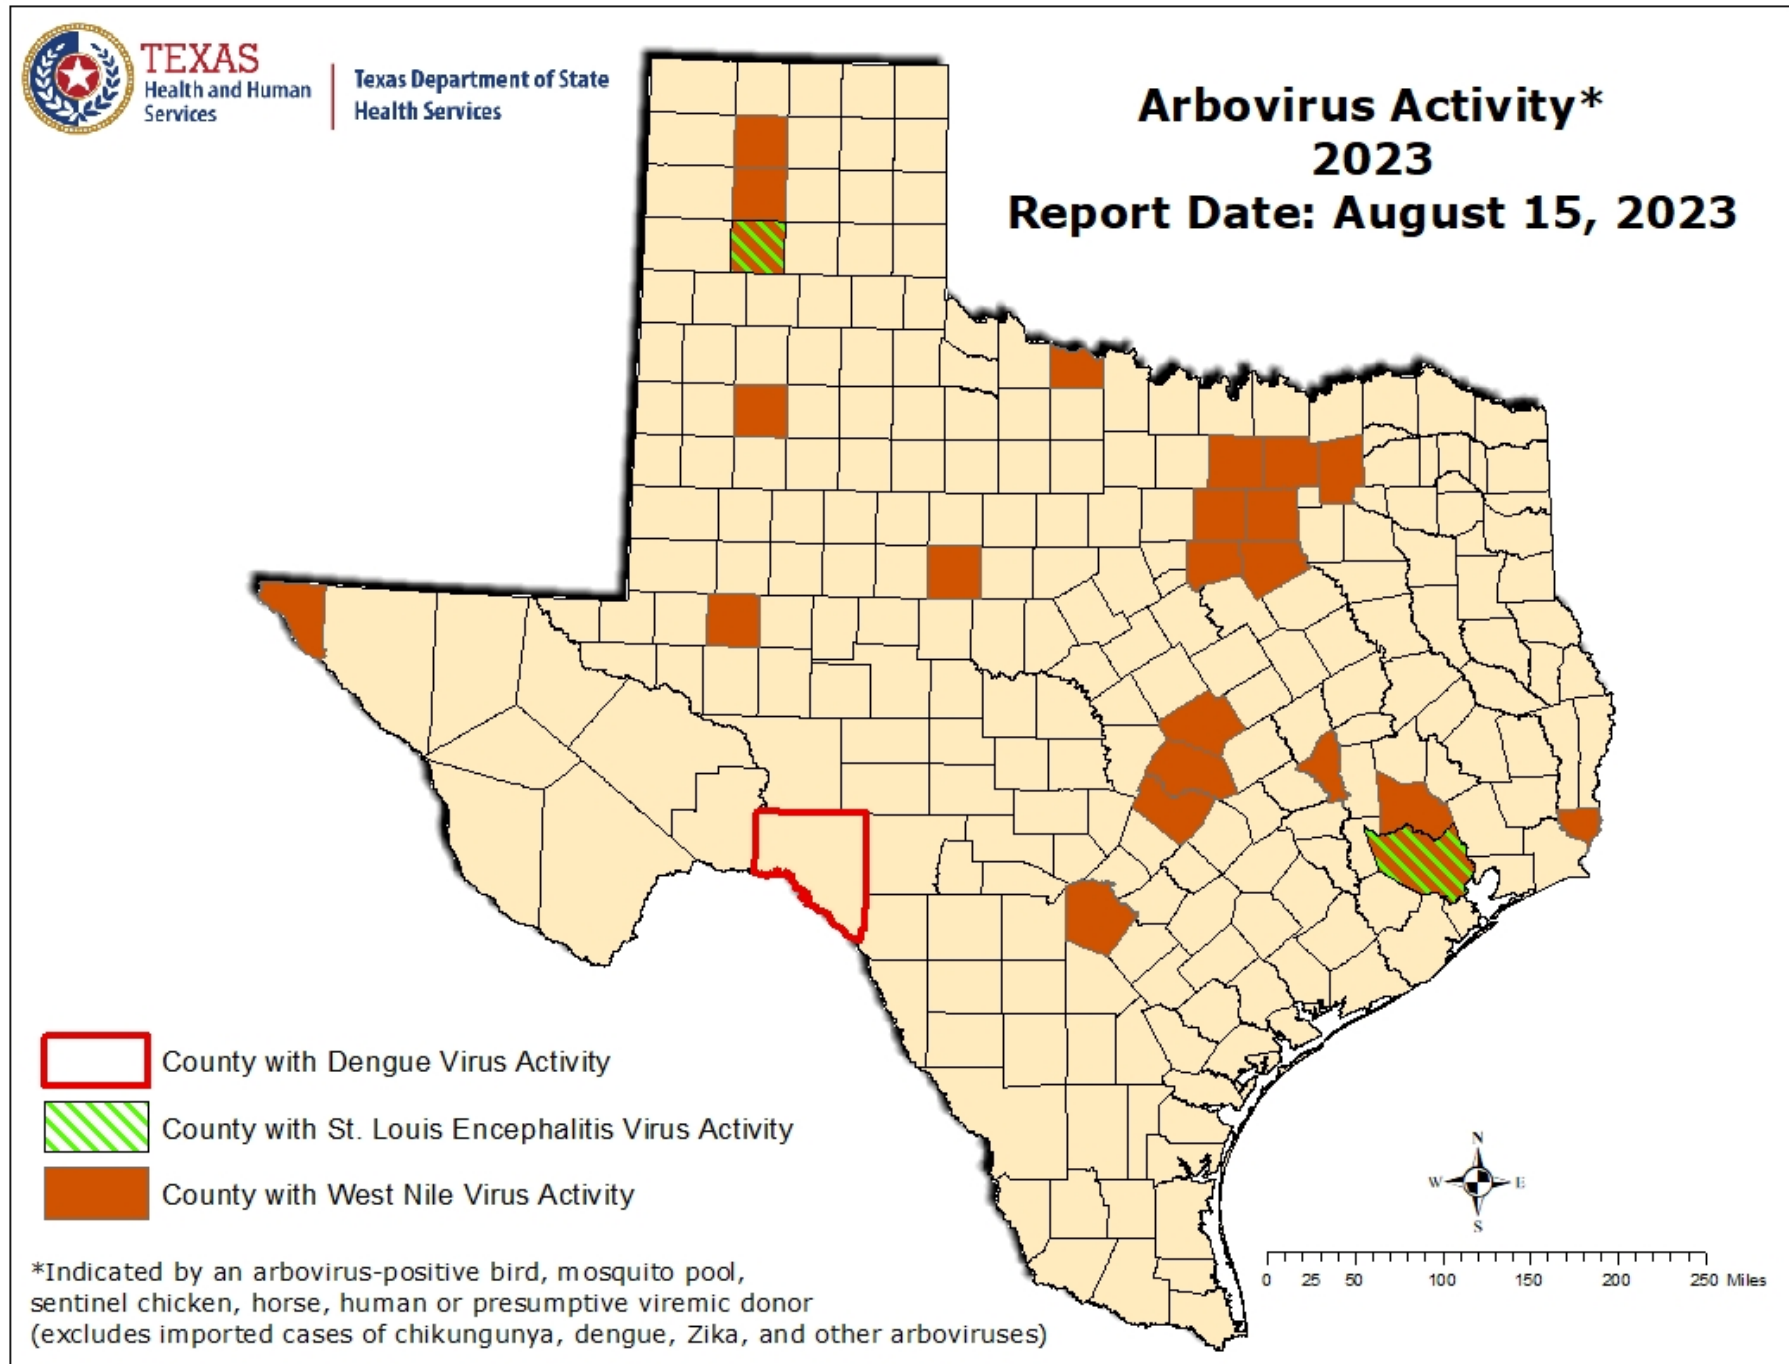 TEXAS
Health and Human
Services
Texas Department of State
Health Services
Arbovirus Activity*
2023
Report Date: August 15, 2023
County with Dengue Virus Activity
County with St. Louis Encephalitis Virus Activity
County with West Nile Virus Activity
*Indicated by an arbovirus-positive bird, mosquito pool,
sentinel chicken, horse, human or presumptive viremic donor
(excludes imported cases of chikungunya, dengue, Zika, and other arboviruses)
N
W E
S
0 25 50 100 150 200 250 Miles